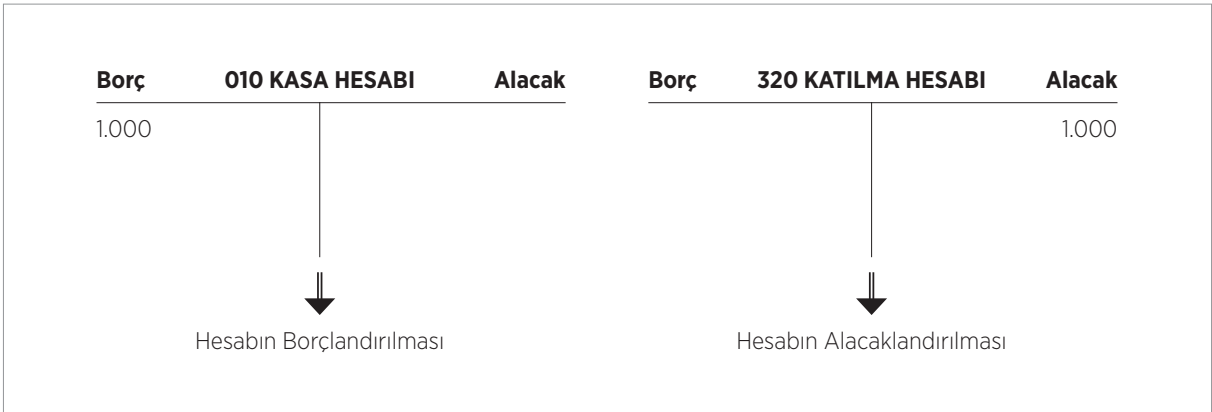 Borç 010 KASA HESABI Alacak
1.000
Hesabın Borçlandırılması
Borç 320 KATILMA HESABI Alacak
1.000
Hesabın Alacaklandırılması